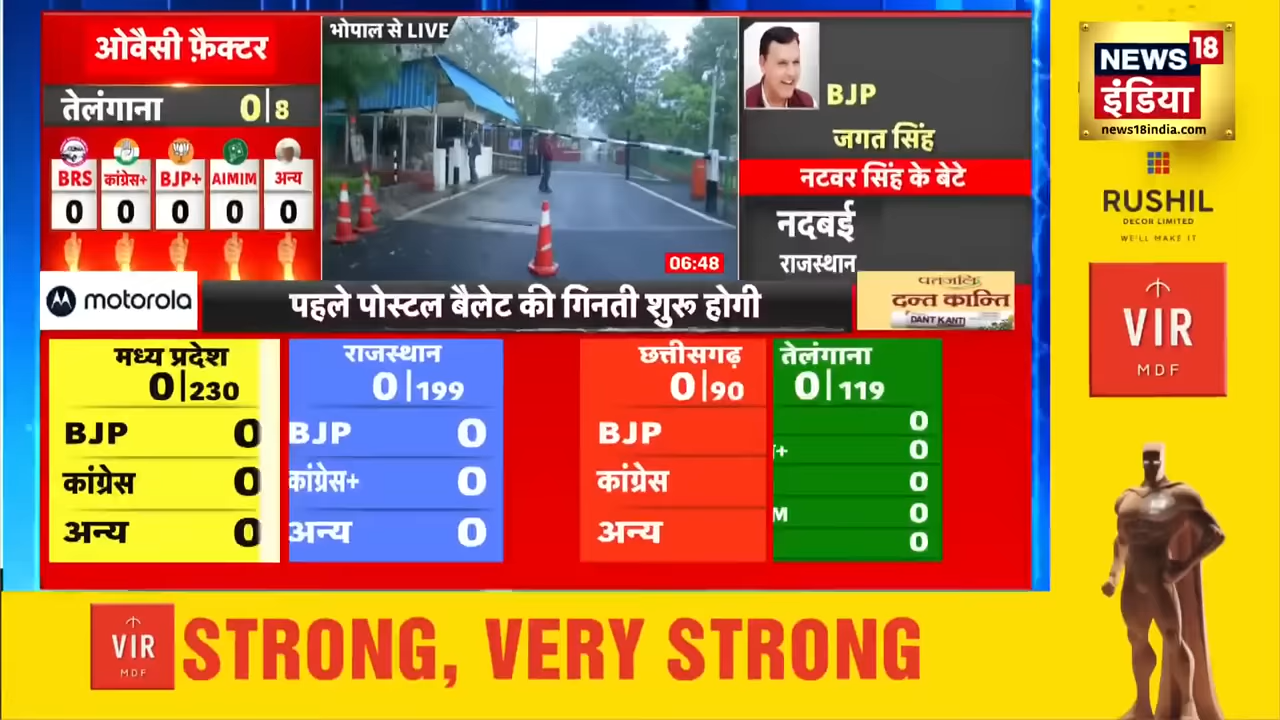 ओवैसी फ़ैक्टर
तेलंगाना 0|8
BRS कांग्रेस+ BJP+ AIMIM अन्य
0 0 0 0 0
भोपाल से LIVE
06:48
BJP
जगत सिंह
नटवर सिंह के बेटे
नदबई
राजस्थान
NEWS 18
इंडिया
news18india.com
RUSHIL
DECOR LIMITED
WE'LL MAKE IT
VIR
MDF
motorola
पहले पोस्टल बैलेट की गिनती शुरू होगी
पतंजलि
दन्त कान्ति
DANT KANTI
मध्य प्रदेश
0|230
BJP 0
कांग्रेस 0
अन्य 0
राजस्थान
0|199
BJP 0
कांग्रेस+ 0
अन्य 0
छत्तीसगढ़
0|90
BJP
कांग्रेस
अन्य
तेलंगाना
0|119
0
+ 0
0
M 0
0
VIR
MDF
STRONG, VERY STRONG